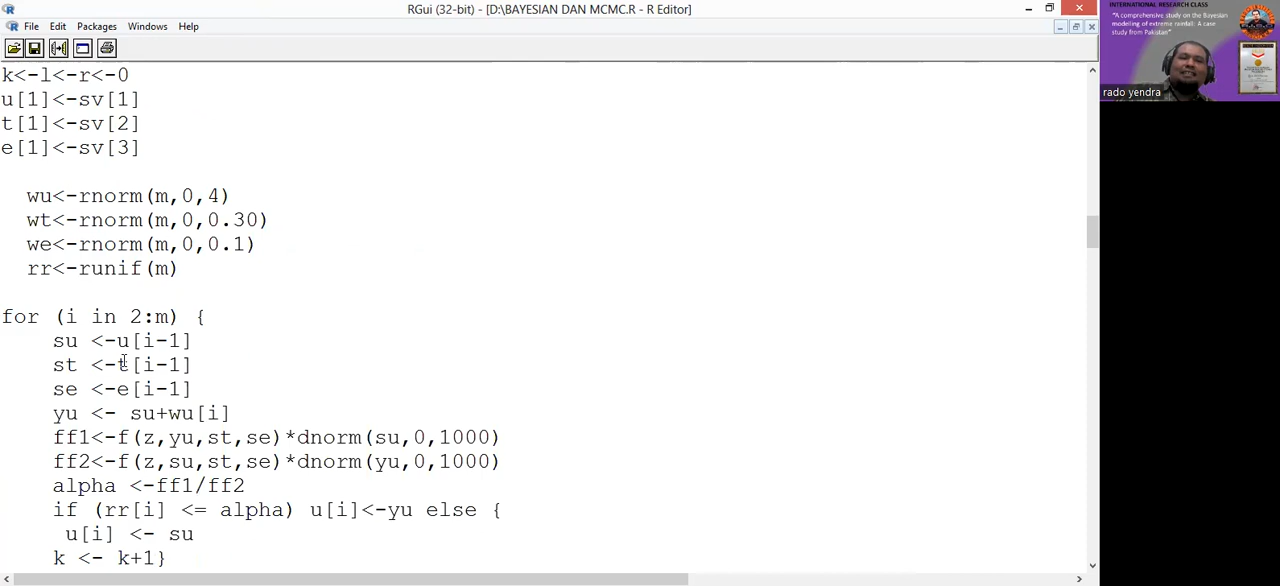 RGui (32-bit) - [D:\BAYESIAN DAN MCMC.R - R Editor]
File Edit Packages Windows Help
k<-l<-r<-0
u[1]<-sv[1]
t[1]<-sv[2]
e[1]<-sv[3]
wu<-rnorm(m,0,4)
wt<-rnorm(m,0,0.30)
we<-rnorm(m,0,0.1)
rr<-runif(m)
for (i in 2:m) {
su <-u[i-1]
st <-t[i-1]
se <-e[i-1]
yu <- su+wu[i]
ff1<-f(z,yu,st,se)*dnorm(su,0,1000)
ff2<-f(z,su,st,se)*dnorm(yu,0,1000)
alpha <-ff1/ff2
if (rr[i] <= alpha) u[i]<-yu else {
u[i] <- su
k <- k+1}
INTERNATIONAL RESEARCH CLASS
"A comprehensive study on the Bayesian
modelling of extreme rainfall: A case
study from Pakistan"
rado yendra